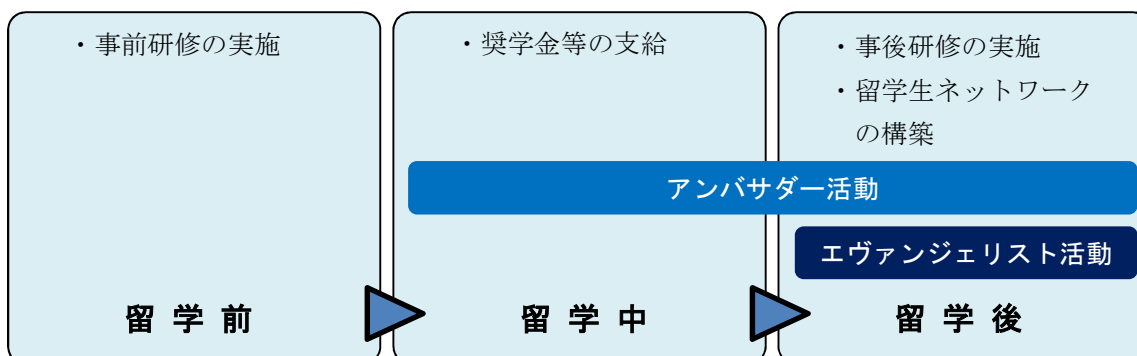 ・事前研修の実施
・奨学金等の支給
・事後研修の実施
・留学生ネットワーク
の構築
アンバサダー活動
エヴァンジェリスト活動
留学前
留学中
留学後